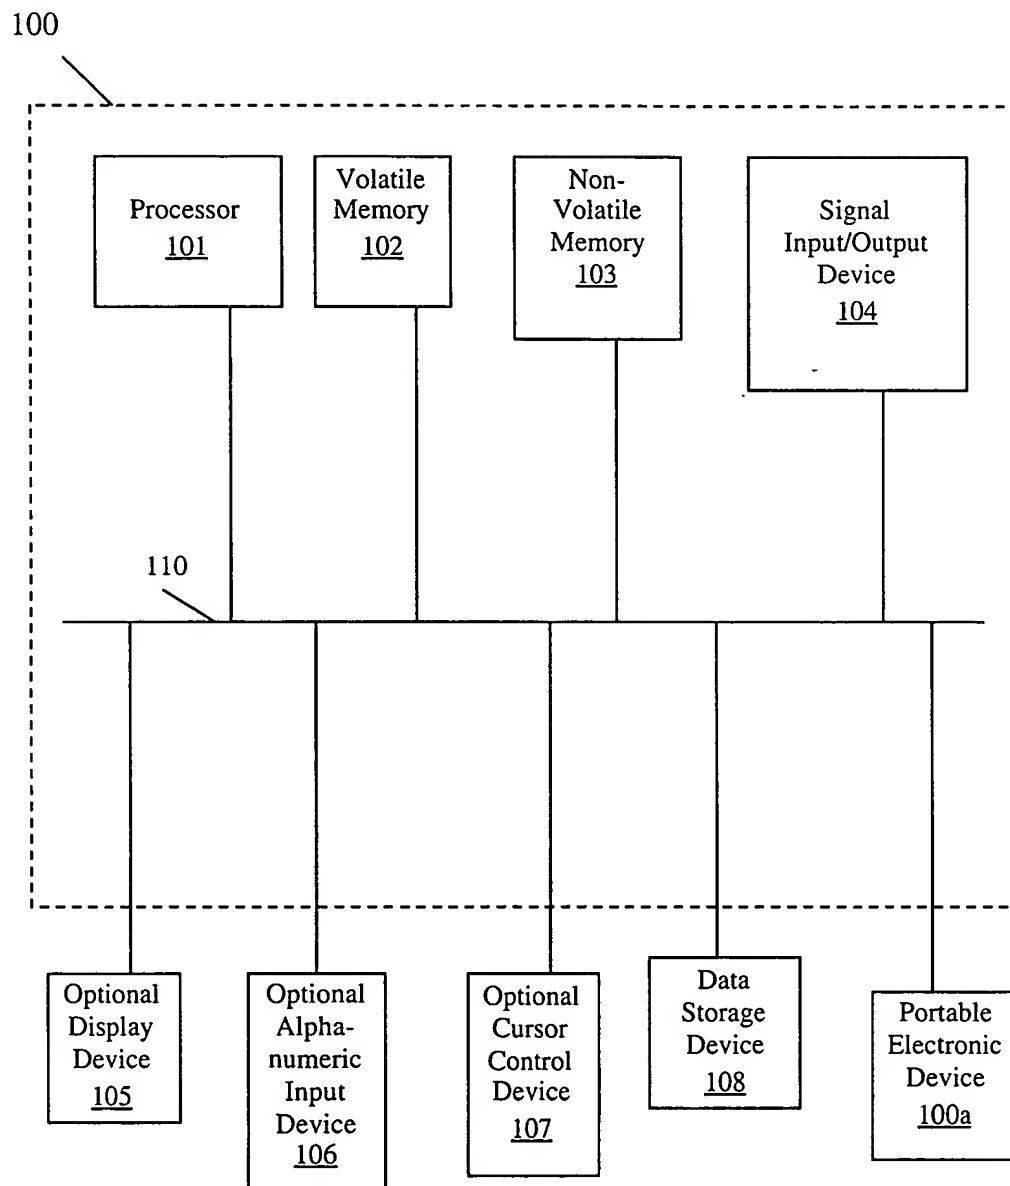 100
Processor
101
Volatile
Memory
102
Non-
Volatile
Memory
103
Signal
Input/Output
Device
104
110
Optional
Display
Device
105
Optional
Alpha-
numeric
Input
Device
106
Optional
Cursor
Control
Device
107
Data
Storage
Device
108
Portable
Electronic
Device
100a